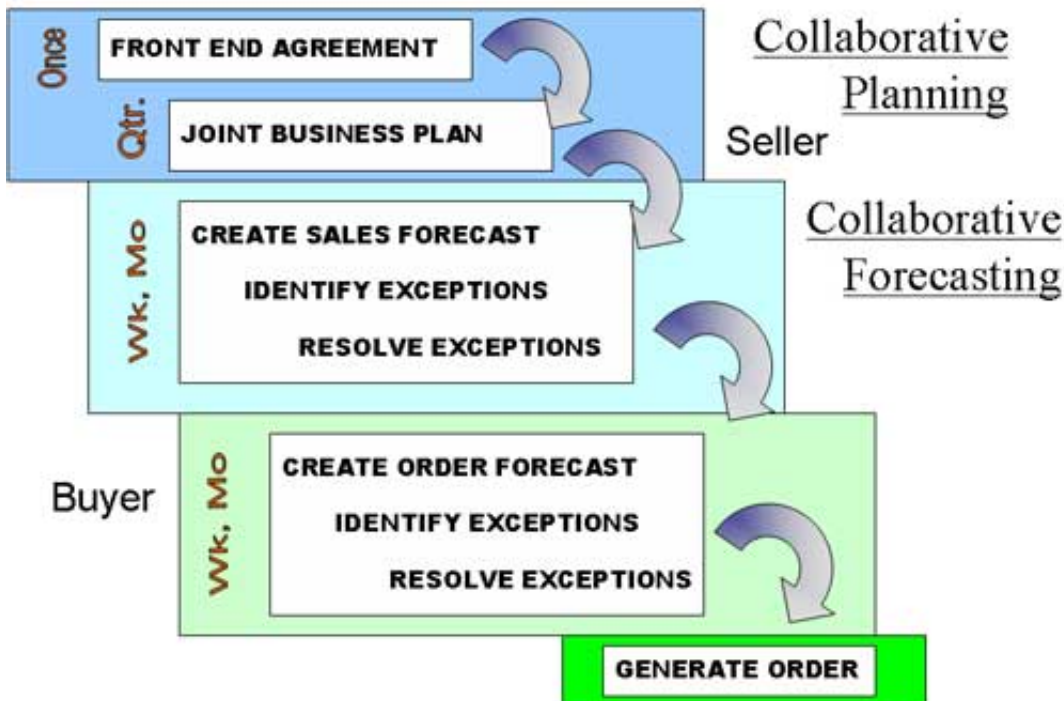 Once
FRONT END AGREEMENT
Collaborative
Planning
Qtr.
JOINT BUSINESS PLAN
Seller
Wk, Mo
CREATE SALES FORECAST
IDENTIFY EXCEPTIONS
RESOLVE EXCEPTIONS
Collaborative
Forecasting
Buyer
Wk, Mo
CREATE ORDER FORECAST
IDENTIFY EXCEPTIONS
RESOLVE EXCEPTIONS
GENERATE ORDER